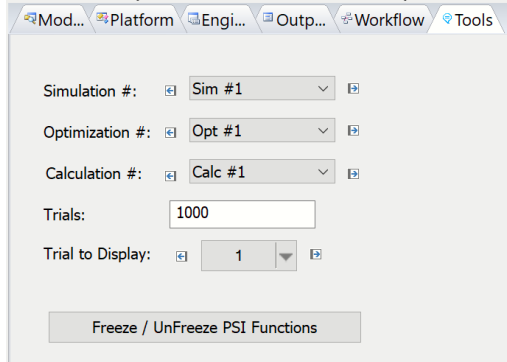 Mod... Platform Engi... Outp... Workflow Tools
Simulation #: Sim #1
Optimization #: Opt #1
Calculation #: Calc #1
Trials: 1000
Trial to Display: 1
Freeze / UnFreeze PSI Functions